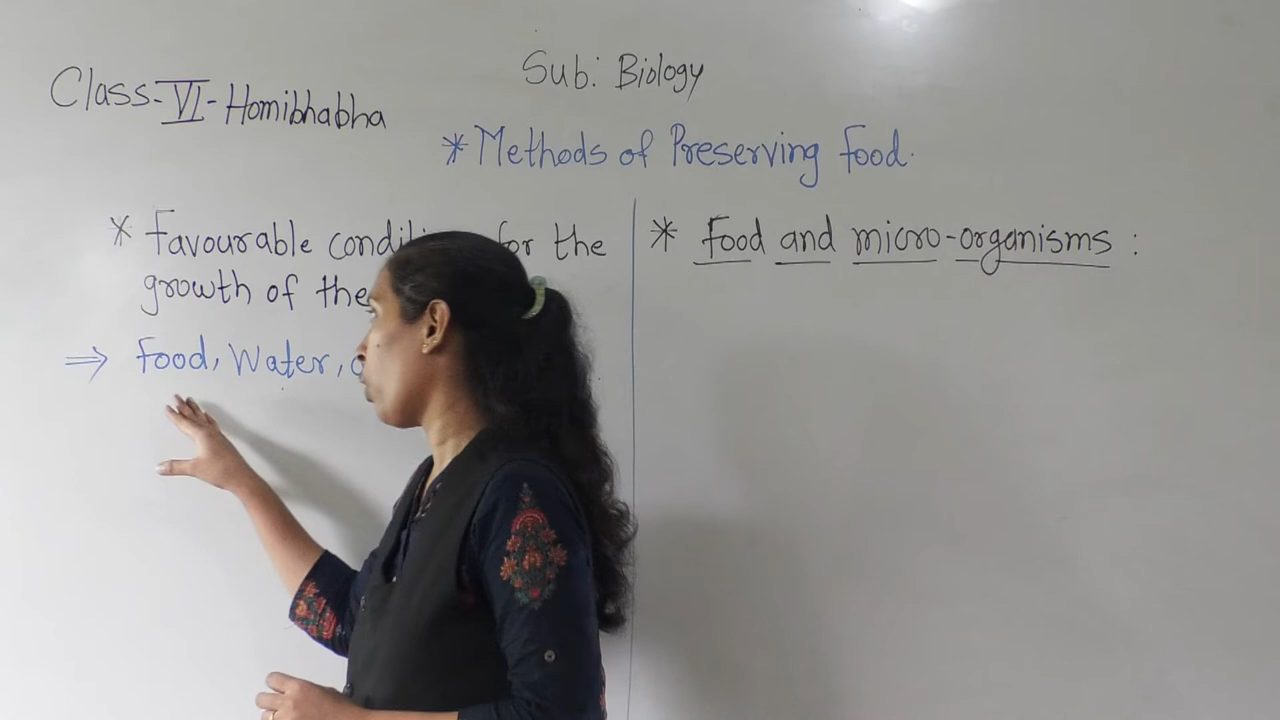 Sub: Biology
Class-VI-Homibhabha
* Methods of Preserving food.
* Favourable for the
growth of the
⇒ food, Water,
* food and micro-organisms :